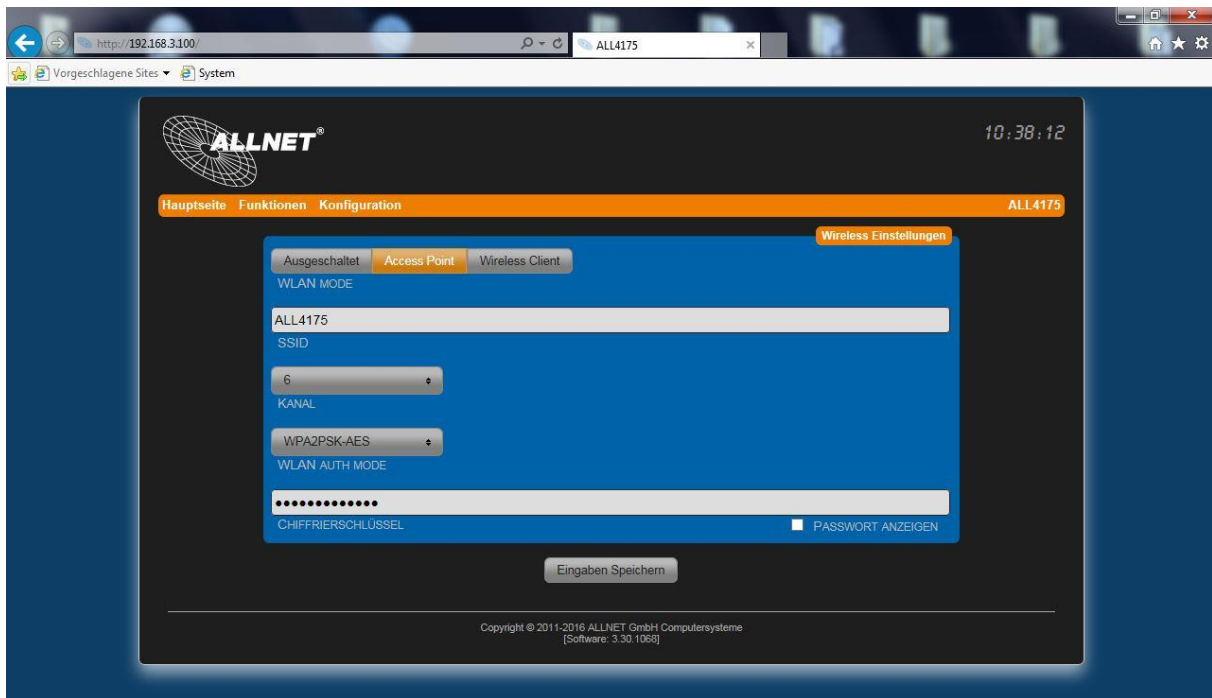 http://192.168.3.100/
ALL4175
Vorgeschlagene Sites
System
ALLNET®
10:38:12
Hauptseite Funktionen Konfiguration
ALL4175
Wireless Einstellungen
Ausgeschaltet Access Point Wireless Client
WLAN MODE
ALL4175
SSID
6
KANAL
WPA2PSK-AES
WLAN AUTH MODE
•••••••••••••
CHIFFRIERSCHLÜSSEL
PASSWORT ANZEIGEN
Eingaben Speichern
Copyright © 2011-2016 ALLNET GmbH Computersysteme
[Software: 3.30.1068]